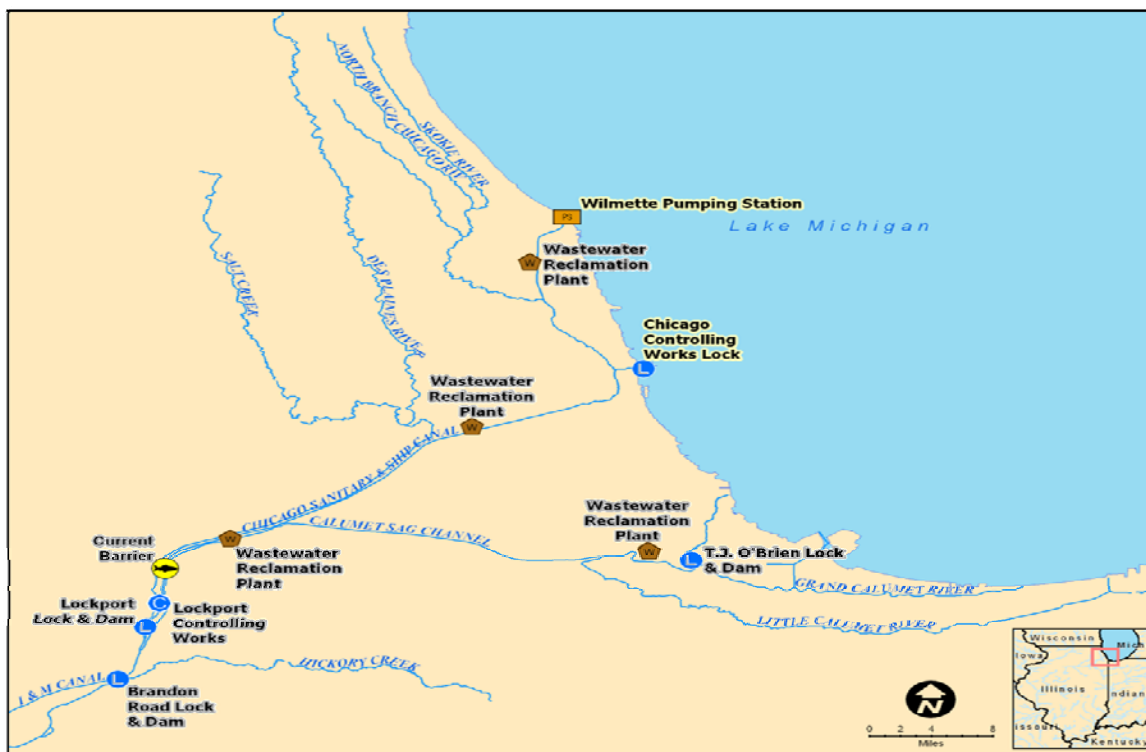 SKOKIE RIVER
NORTH BRANCH CHICAGO RIV
Wilmette Pumping Station
PS
Lake Michigan
Wastewater
Reclamation
Plant
W
SALT CREEK
DES PLAINES RIVER
Chicago
Controlling
Works Lock
L
Wastewater
Reclamation
Plant
W
CHICAGO SANITARY & SHIP CANAL
CALUMET SAG CHANNEL
Wastewater
Reclamation
Plant
W
Current
Barrier
W
Wastewater
Reclamation
Plant
L
T.J. O'Brien Lock
& Dam
GRAND CALUMET RIVER
LITTLE CALUMET RIVER
Lockport
Lock & Dam
C
L
Lockport
Controlling
Works
HICKORY CREEK
I & M CANAL
L
Brandon
Road Lock
& Dam
N
0 2 4 8
Miles
Wisconsin
Mich
Iowa
Illinois
ndian
issouri
Kentucky